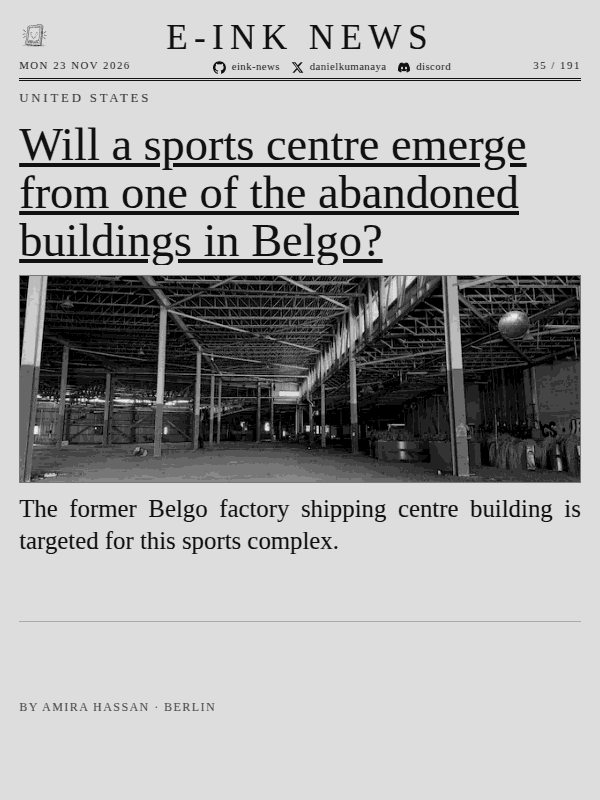 E-INK NEWS
MON 23 NOV 2026
eink-news danielkumanaya discord
35 / 191
UNITED STATES
Will a sports centre emerge
from one of the abandoned
buildings in Belgo?
The former Belgo factory shipping centre building is
targeted for this sports complex.
BY AMIRA HASSAN · BERLIN